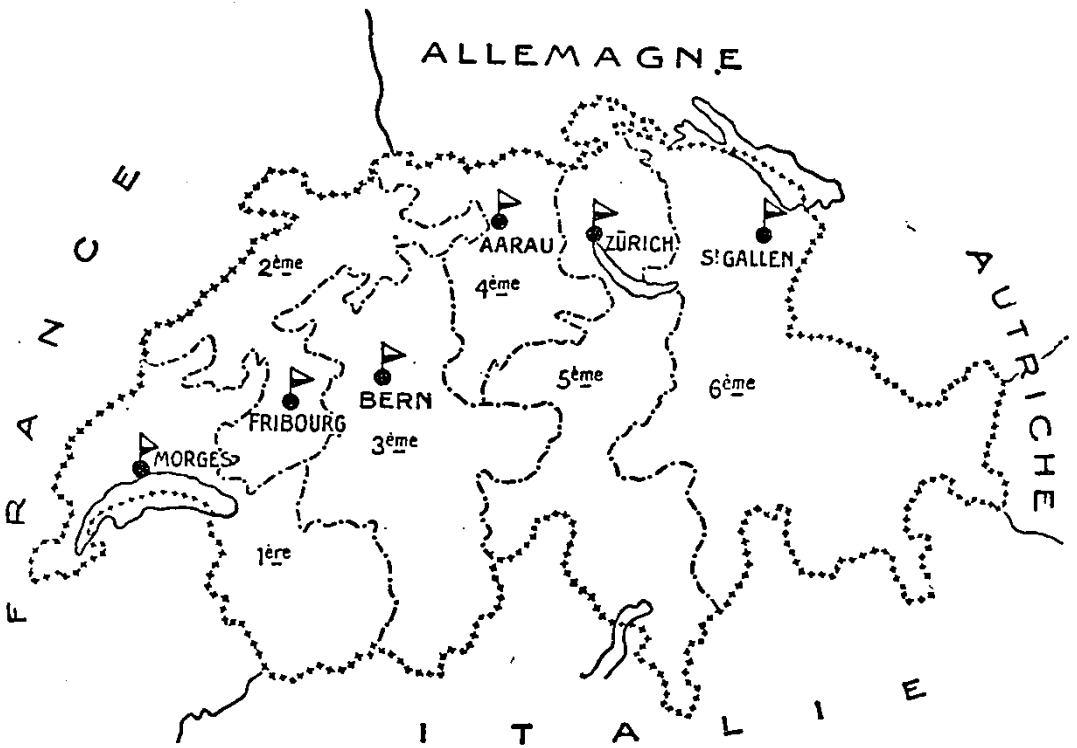 ALLEMAGNE
FRANCE
AUTRICHE
ITALIE
AARAU
ZÜRICH
St GALLEN
2ème
4ème
FRIBOURG
BERN
5ème
6ème
3ème
MORGES
1ère